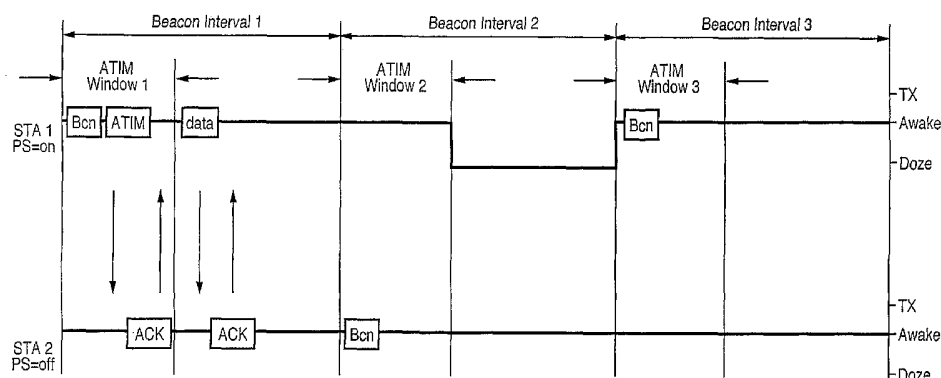 Beacon Interval 1 Beacon Interval 2 Beacon Interval 3
ATIM Window 1
ATIM Window 2
ATIM Window 3
TX
STA 1
PS=on
Bcn ATIM data Bcn Awake
Doze
TX
STA 2
PS=off
ACK ACK Bcn Awake
Doze